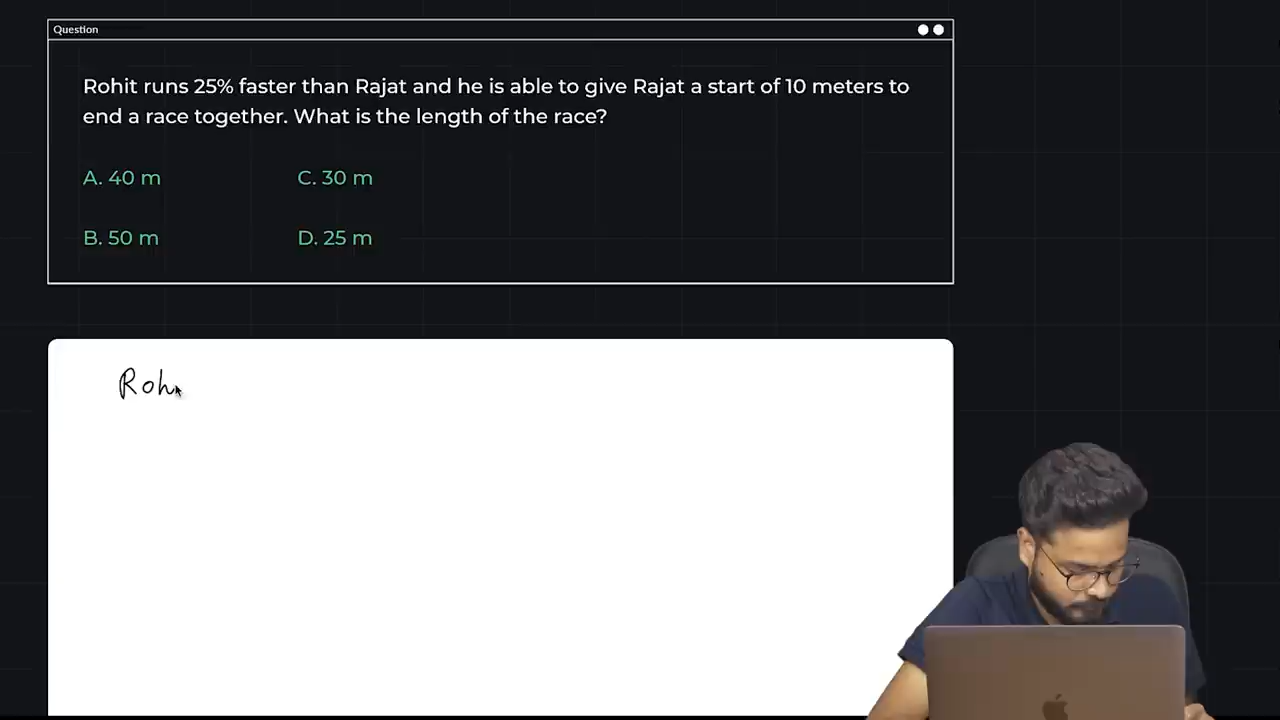 Question
Rohit runs 25% faster than Rajat and he is able to give Rajat a start of 10 meters to
end a race together. What is the length of the race?
A. 40 m
C. 30 m
B. 50 m
D. 25 m
Roh